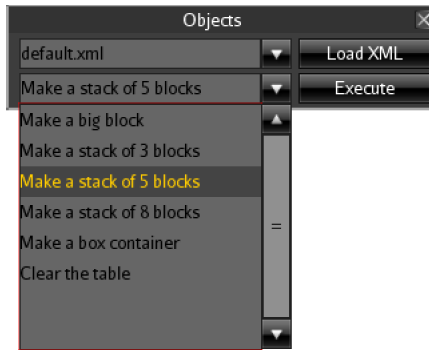 Objects
default.xml Load XML
Make a stack of 5 blocks Execute
Make a big block
Make a stack of 3 blocks
Make a stack of 5 blocks
Make a stack of 8 blocks
Make a box container
Clear the table